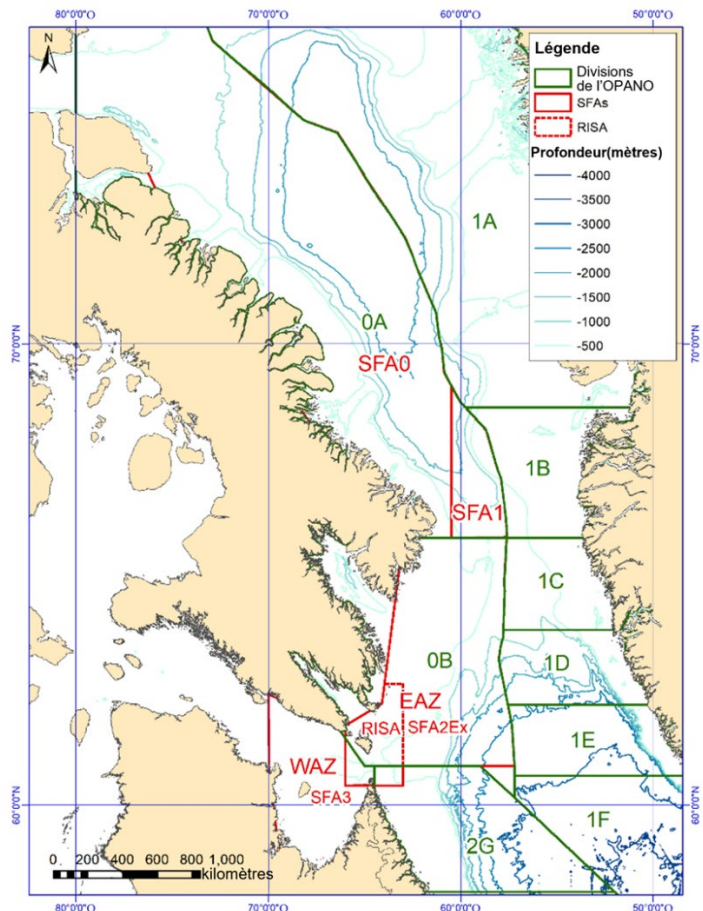 80°0'0"O 70°0'0"O 60°0'0"O 50°0'0"O
N
Légende
Divisions
de l'OPANO
SFAs
RISA
Profondeur(mètres)
-4000
-3500
-3000
-2500
-2000
-1500
-1000
-500
1A
0A
SFA0
70°0'0"N 70°0'0"N
1B
SFA1
1C
0B
1D
EAZ
RISA SFA2Ex
1E
WAZ
SFA3
60°0'0"N 60°0'0"N
1F
2G
0 200 400 600 800 1,000
kilomètres
80°0'0"O 70°0'0"O 60°0'0"O 50°0'0"O